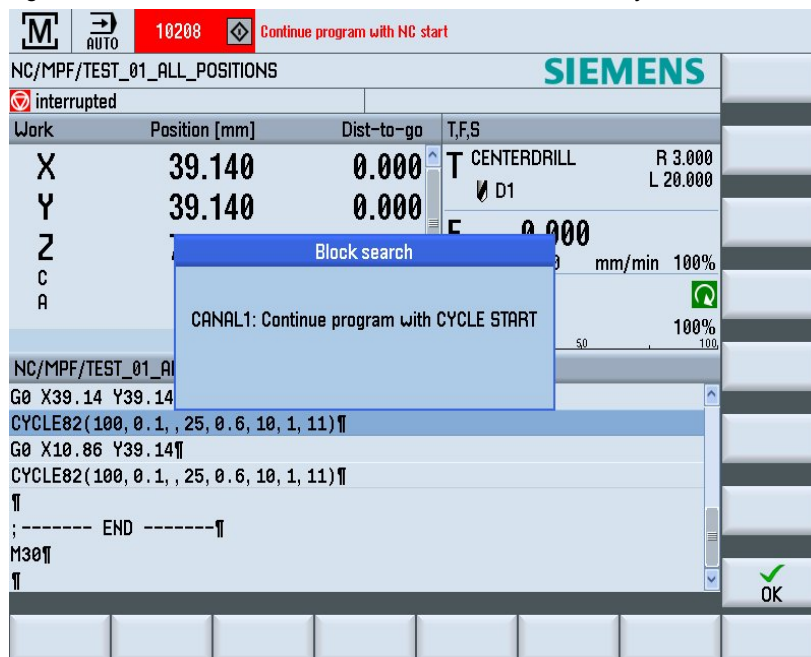 M AUTO 10208 Continue program with NC start
NC/MPF/TEST_01_ALL_POSITIONS SIEMENS
interrupted
Work Position [mm] Dist-to-go T,F,S
X 39.140 0.000 T CENTERDRILL R 3.000
D1 L 20.000
Y 39.140 0.000
F 0.000
Z mm/min 100%
C
A
100%
50 100
Block search
CANAL1: Continue program with CYCLE START
NC/MPF/TEST_01_A
G0 X39.14 Y39.14
CYCLE82(100,0.1,,25,0.6,10,1,11)¶
G0 X10.86 Y39.14¶
CYCLE82(100,0.1,,25,0.6,10,1,11)¶
¶
;------- END -------¶
M30¶
¶
OK